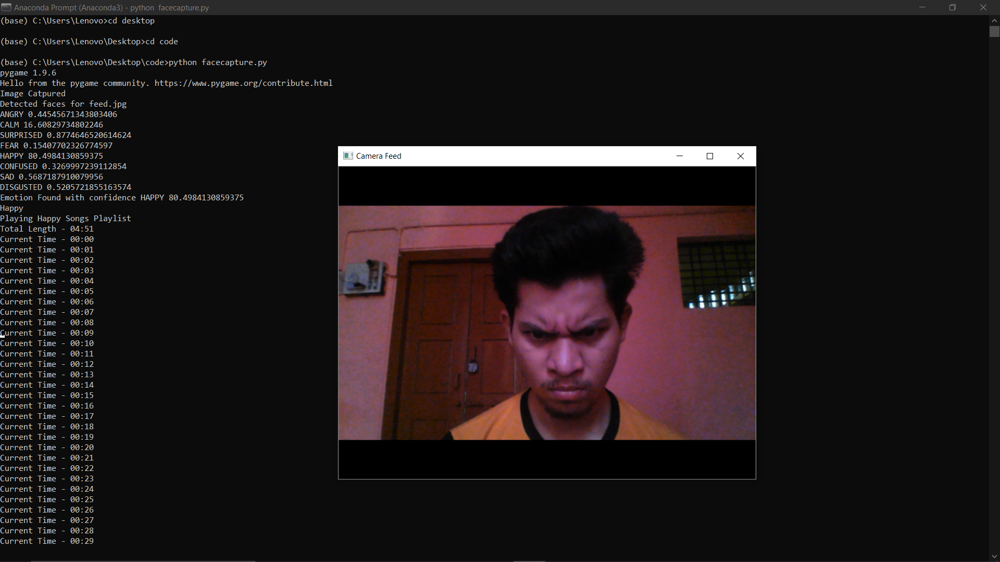 Anaconda Prompt (Anaconda3) - python  facecapture.py
(base) C:\Users\Lenovo>cd desktop
(base) C:\Users\Lenovo\Desktop>cd code
(base) C:\Users\Lenovo\Desktop\code>python facecapture.py
pygame 1.9.6
Hello from the pygame community. https://www.pygame.org/contribute.html
Image Catpured
Detected faces for feed.jpg
ANGRY 0.44545671343803406
CALM 16.60829734802246
SURPRISED 0.8774646520614624
FEAR 0.15407702326774597
HAPPY 80.4984130859375
CONFUSED 0.3269997239112854
SAD 0.5687187910079956
DISGUSTED 0.5205721855163574
Emotion Found with confidence HAPPY 80.4984130859375
Happy
Playing Happy Songs Playlist
Total Length - 04:51
Current Time - 00:00
Current Time - 00:01
Current Time - 00:02
Current Time - 00:03
Current Time - 00:04
Current Time - 00:05
Current Time - 00:06
Current Time - 00:07
Current Time - 00:08
Current Time - 00:09
Current Time - 00:10
Current Time - 00:11
Current Time - 00:12
Current Time - 00:13
Current Time - 00:14
Current Time - 00:15
Current Time - 00:16
Current Time - 00:17
Current Time - 00:18
Current Time - 00:19
Current Time - 00:20
Current Time - 00:21
Current Time - 00:22
Current Time - 00:23
Current Time - 00:24
Current Time - 00:25
Current Time - 00:26
Current Time - 00:27
Current Time - 00:28
Current Time - 00:29
Camera Feed